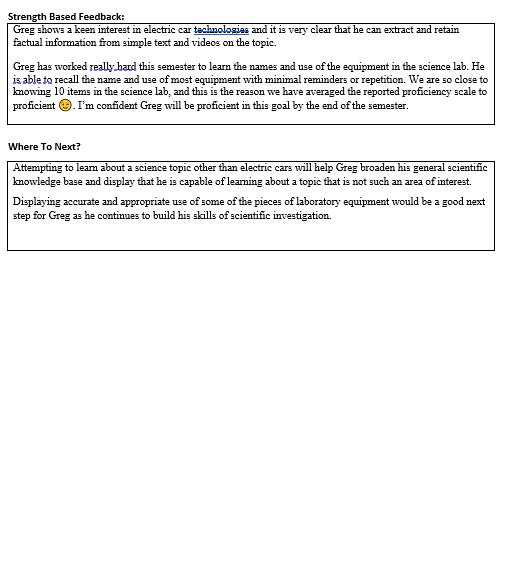 Strength Based Feedback:
Greg shows a keen interest in electric car technologies and it is very clear that he can extract and retain
factual information from simple text and videos on the topic.
Greg has worked really hard this semester to learn the names and use of the equipment in the science lab. He
is able to recall the name and use of most equipment with minimal reminders or repetition. We are so close to
knowing 10 items in the science lab, and this is the reason we have averaged the reported proficiency scale to
proficient 😉. I'm confident Greg will be proficient in this goal by the end of the semester.
Where To Next?
Attempting to learn about a science topic other than electric cars will help Greg broaden his general scientific
knowledge base and display that he is capable of learning about a topic that is not such an area of interest.
Displaying accurate and appropriate use of some of the pieces of laboratory equipment would be a good next
step for Greg as he continues to build his skills of scientific investigation.